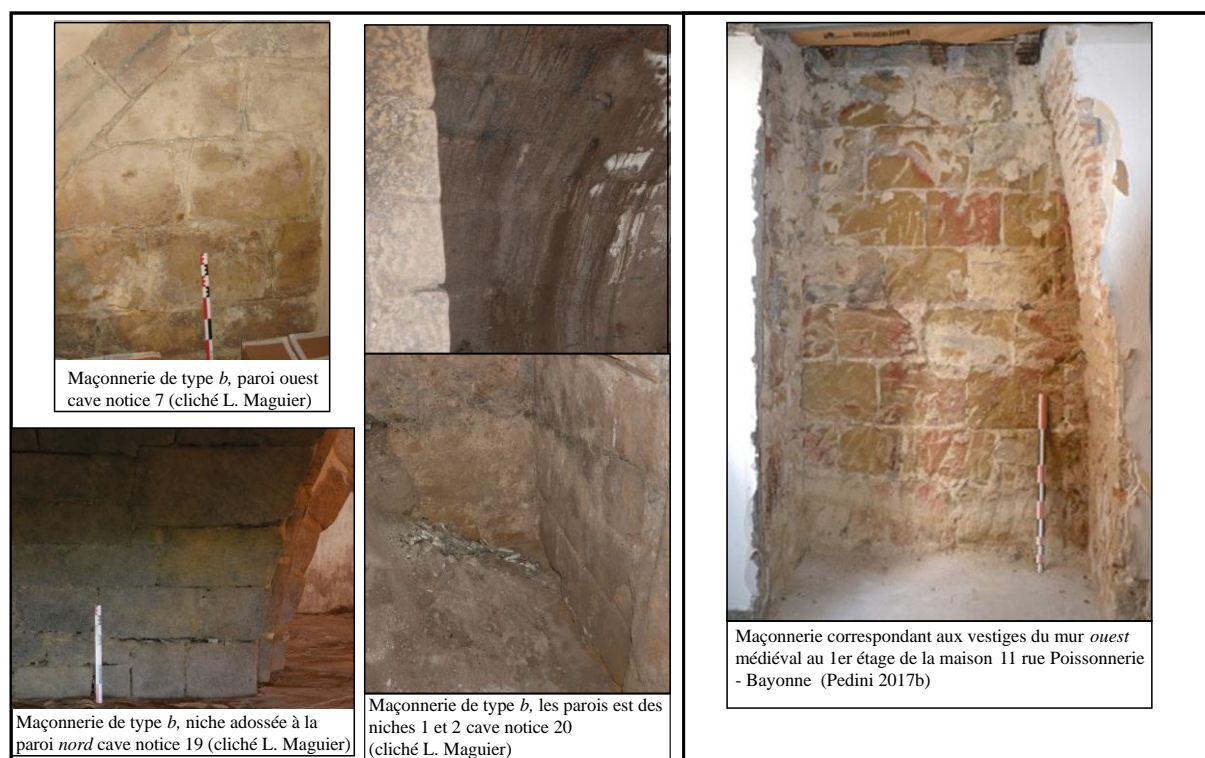 Maçonnerie de type b, paroi ouest
cave notice 7 (cliché L. Maguier)
Maçonnerie de type b, niche adossée à la
paroi nord cave notice 19 (cliché L. Maguier)
Maçonnerie de type b, les parois est des
niches 1 et 2 cave notice 20
(cliché L. Maguier)
Maçonnerie correspondant aux vestiges du mur ouest
médiéval au 1er étage de la maison 11 rue Poissonnerie
- Bayonne (Pedini 2017b)